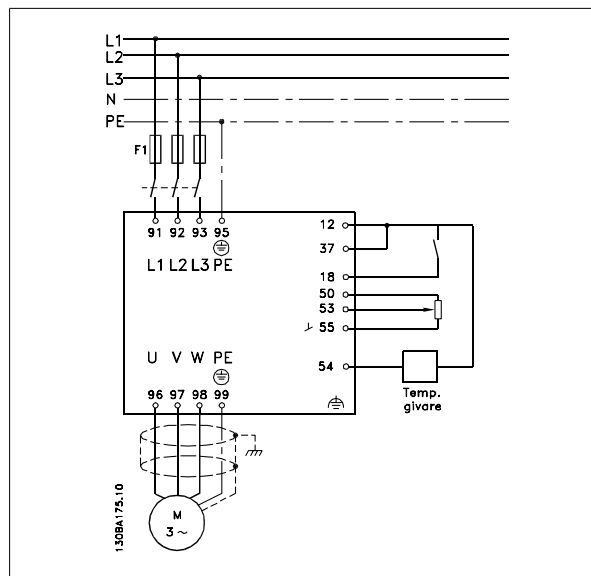 L1
L2
L3
N
PE
F1
91 92 93 95
L1 L2 L3 PE
12
37
18
50
53
55
54
Temp.
givare
U V W PE
96 97 98 99
M
3 ~
130BA175.10